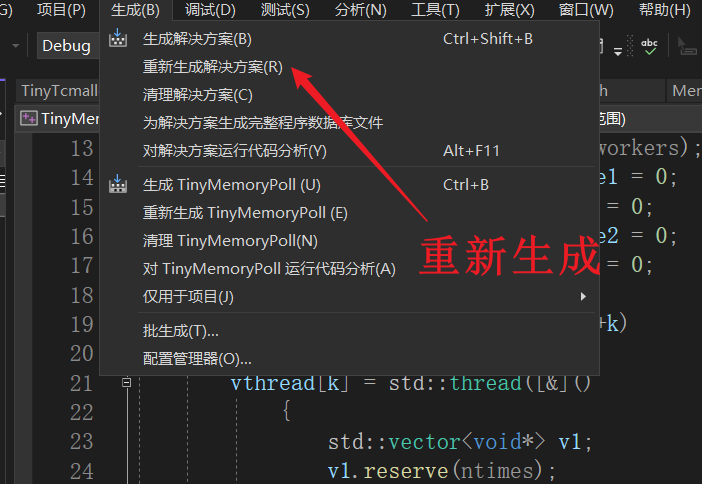 G) 项目(P) 生成(B) 调试(D) 测试(S) 分析(N) 工具(T) 扩展(X) 窗口(W) 帮助(H)
Debug
生成解决方案(B) Ctrl+Shift+B
重新生成解决方案(R)
清理解决方案(C)
为解决方案生成完整程序数据库文件
对解决方案运行代码分析(Y) Alt+F11
生成 TinyMemoryPoll (U) Ctrl+B
重新生成 TinyMemoryPoll (E)
清理 TinyMemoryPoll(N)
对 TinyMemoryPoll 运行代码分析(A)
仅用于项目(J)
批生成(T)...
配置管理器(O)...
重新生成
abc
TinyTcmall
h Mem
TinyMem
范围)
13 workers);
14 e1 = 0;
15 = 0;
16 e2 = 0;
17 = 0;
18
19 +k)
20
21 vthread[k] = std::thread([&]()
22 {
23 std::vector<void*> v1;
24 v1.reserve(ntimes);